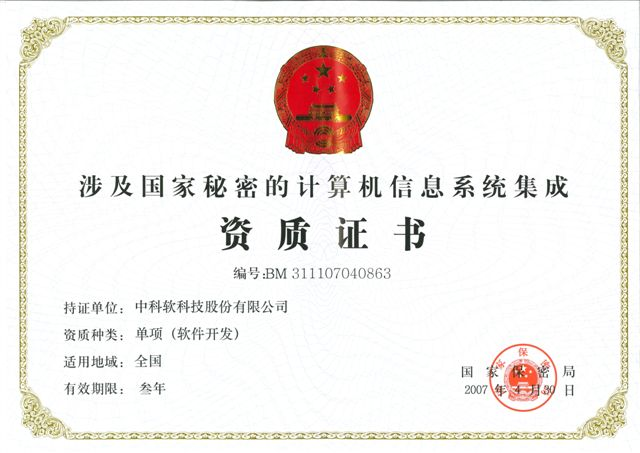 涉及国家秘密的计算机信息系统集成
资质证书
编号:BM 311107040863
持证单位：中科软科技股份有限公司
资质种类：单项（软件开发）
适用地域：全国
有效期限：叁年
国家保密局
2007 年 4 月 30 日